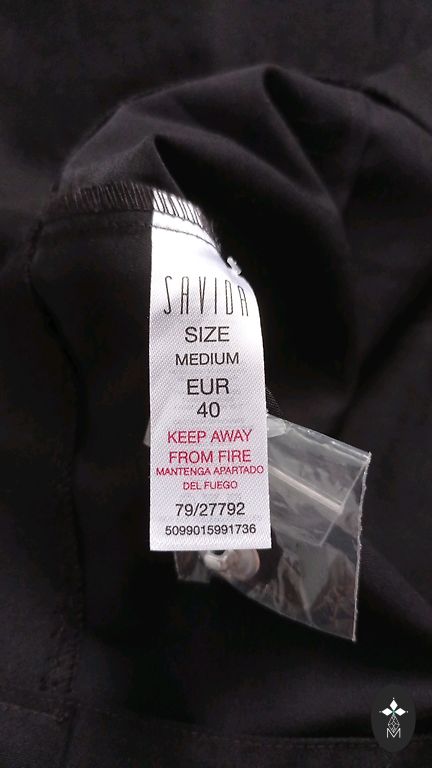 SAVIDA
SIZE
MEDIUM
EUR
40
KEEP AWAY
FROM FIRE
MANTENGA APARTADO
DEL FUEGO
79/27792
5099015991736
M